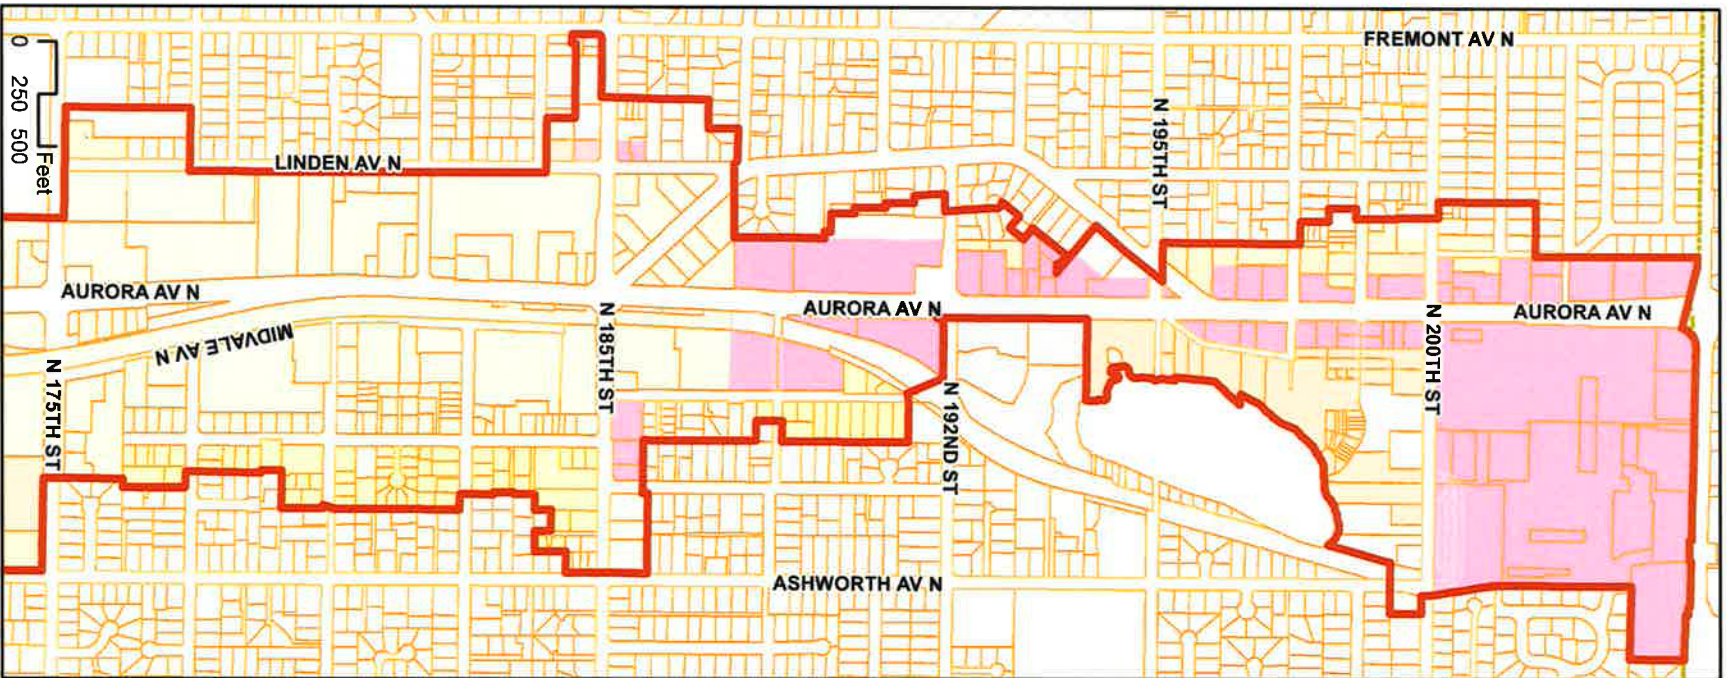 FREMONT AV N
0 250 500
Feet
N 195TH ST
LINDEN AV N
AURORA AV N
AURORA AV N
AURORA AV N
MIDVALE AV N
N 185TH ST
N 200TH ST
N 175TH ST
N 192ND ST
ASHWORTH AV N